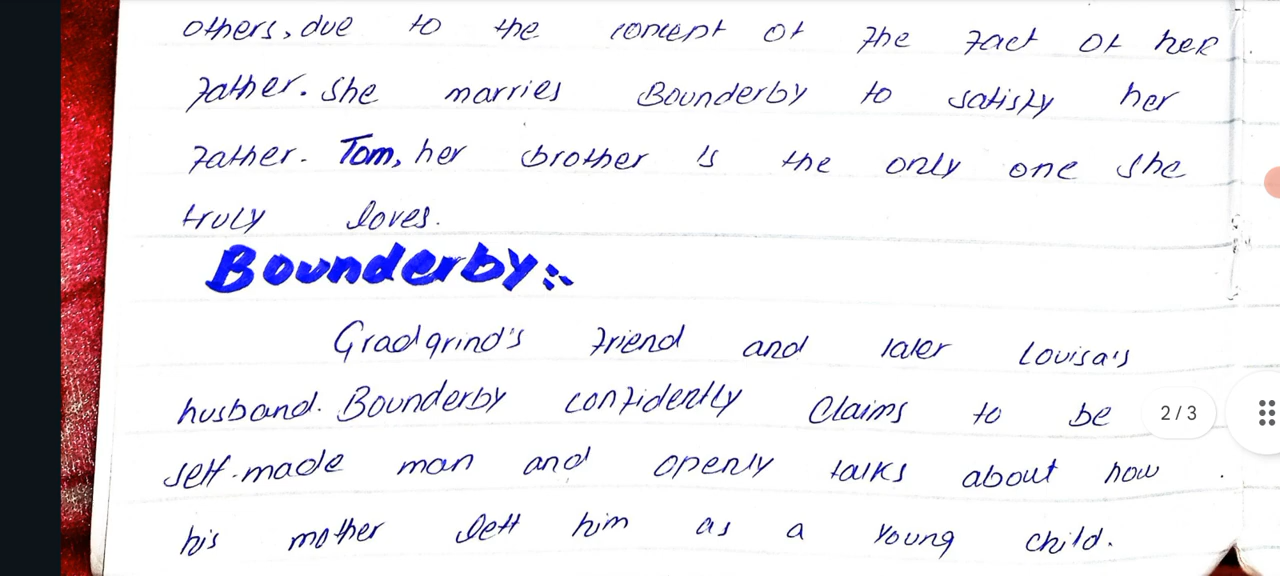 others, due to the concept of the fact of her
father. She marries Bounderby to satisfy her
father. Tom, her brother is the only one she
truly loves.
Bounderby:-
Gradgrind's friend and later Louisa's
husband. Bounderby confidently claims to be
2/3
self-made man and openly talks about how
his mother left him as a young child.